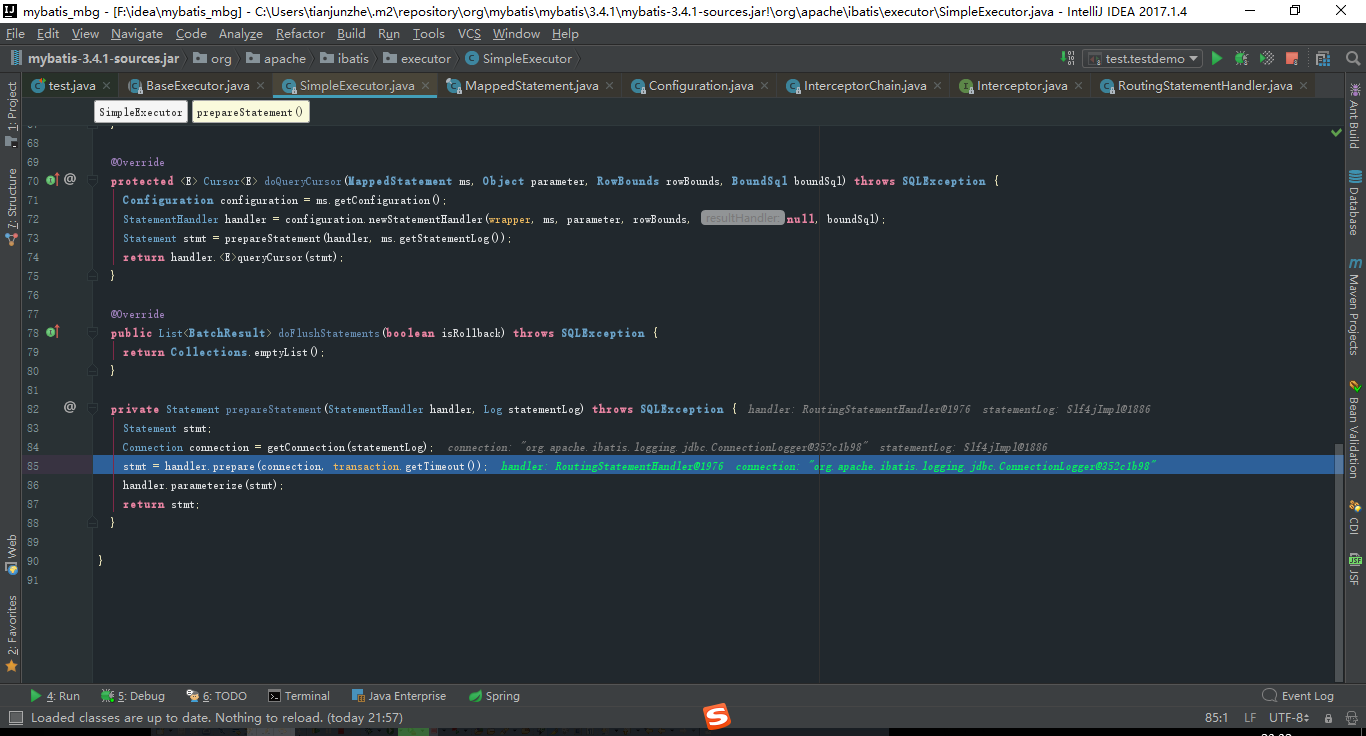 mybatis_mbg - [F:\idea\mybatis_mbg] - C:\Users\tianjunzhe\.m2\repository\org\mybatis\mybatis\3.4.1\mybatis-3.4.1-sources.jar!\org\apache\ibatis\executor\SimpleExecutor.java - IntelliJ IDEA 2017.1.4
File Edit View Navigate Code Analyze Refactor Build Run Tools VCS Window Help
mybatis-3.4.1-sources.jar org apache ibatis executor SimpleExecutor test.testdemo
test.java BaseExecutor.java SimpleExecutor.java MappedStatement.java Configuration.java InterceptorChain.java Interceptor.java RoutingStatementHandler.java
SimpleExecutor prepareStatement()
68
69 @Override
70 @ protected <E> Cursor<E> doQueryCursor(MappedStatement ms, Object parameter, RowBounds rowBounds, BoundSql boundSql) throws SQLException {
71 Configuration configuration = ms.getConfiguration();
72 StatementHandler handler = configuration.newStatementHandler(wrapper, ms, parameter, rowBounds, resultHandler: null, boundSql);
73 Statement stmt = prepareStatement(handler, ms.getStatementLog());
74 return handler.<E>queryCursor(stmt);
75 }
76
77 @Override
78 public List<BatchResult> doFlushStatements(boolean isRollback) throws SQLException {
79 return Collections.emptyList();
80 }
81
82 @ private Statement prepareStatement(StatementHandler handler, Log statementLog) throws SQLException { handler: RoutingStatementHandler@1976 statementLog: Slf4jImpl@1886
83 Statement stmt;
84 Connection connection = getConnection(statementLog); connection: "org.apache.ibatis.logging.jdbc.ConnectionLogger@352c1b98" statementLog: Slf4jImpl@1886
85 stmt = handler.prepare(connection, transaction.getTimeout()); handler: RoutingStatementHandler@1976 connection: "org.apache.ibatis.logging.jdbc.ConnectionLogger@352c1b98"
86 handler.parameterize(stmt);
87 return stmt;
88 }
89
90 }
91
1: Project
7: Structure
Web
2: Favorites
Ant Build
Database
Maven Projects
Bean Validation
CDI
JSF
4: Run 5: Debug 6: TODO Terminal Java Enterprise Spring Event Log
Loaded classes are up to date. Nothing to reload. (today 21:57) 85:1 LF UTF-8